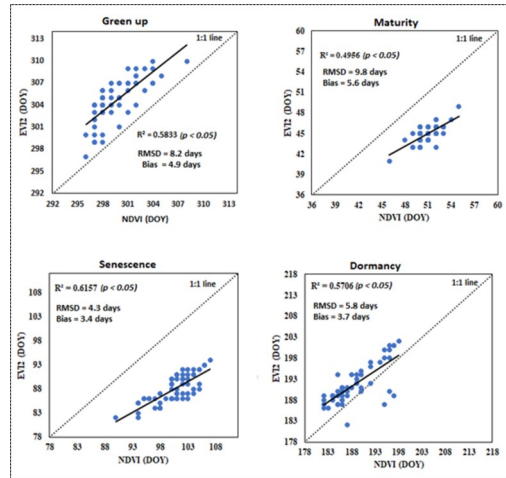 Green up
313
310
307
304
301
298
295
292
1:1 line
R² = 0.5833 (p < 0.05)
RMSD = 8.2 days
Bias = 4.9 days
EVI2 (DOY)
292 295 298 301 304 307 310 313
NDVI (DOY)
Maturity
60
57
54
51
48
45
42
39
36
1:1 line
R² = 0.4956 (p < 0.05)
RMSD = 9.8 days
Bias = 5.6 days
EVI2 (DOY)
36 39 42 45 48 51 54 57 60
NDVI (DOY)
Senescence
103
98
93
88
83
78
1:1 line
R² = 0.6157 (p < 0.05)
RMSD = 4.3 days
Bias = 3.4 days
EVI2 (DOY)
78 83 88 93 98 103 108
NDVI (DOY)
Dormancy
218
213
208
203
198
193
188
183
178
1:1 line
R² = 0.5706 (p < 0.05)
RMSD = 5.8 days
Bias = 3.7 days
EVI2 (DOY)
178 183 188 193 198 203 208 213 218
NDVI (DOY)